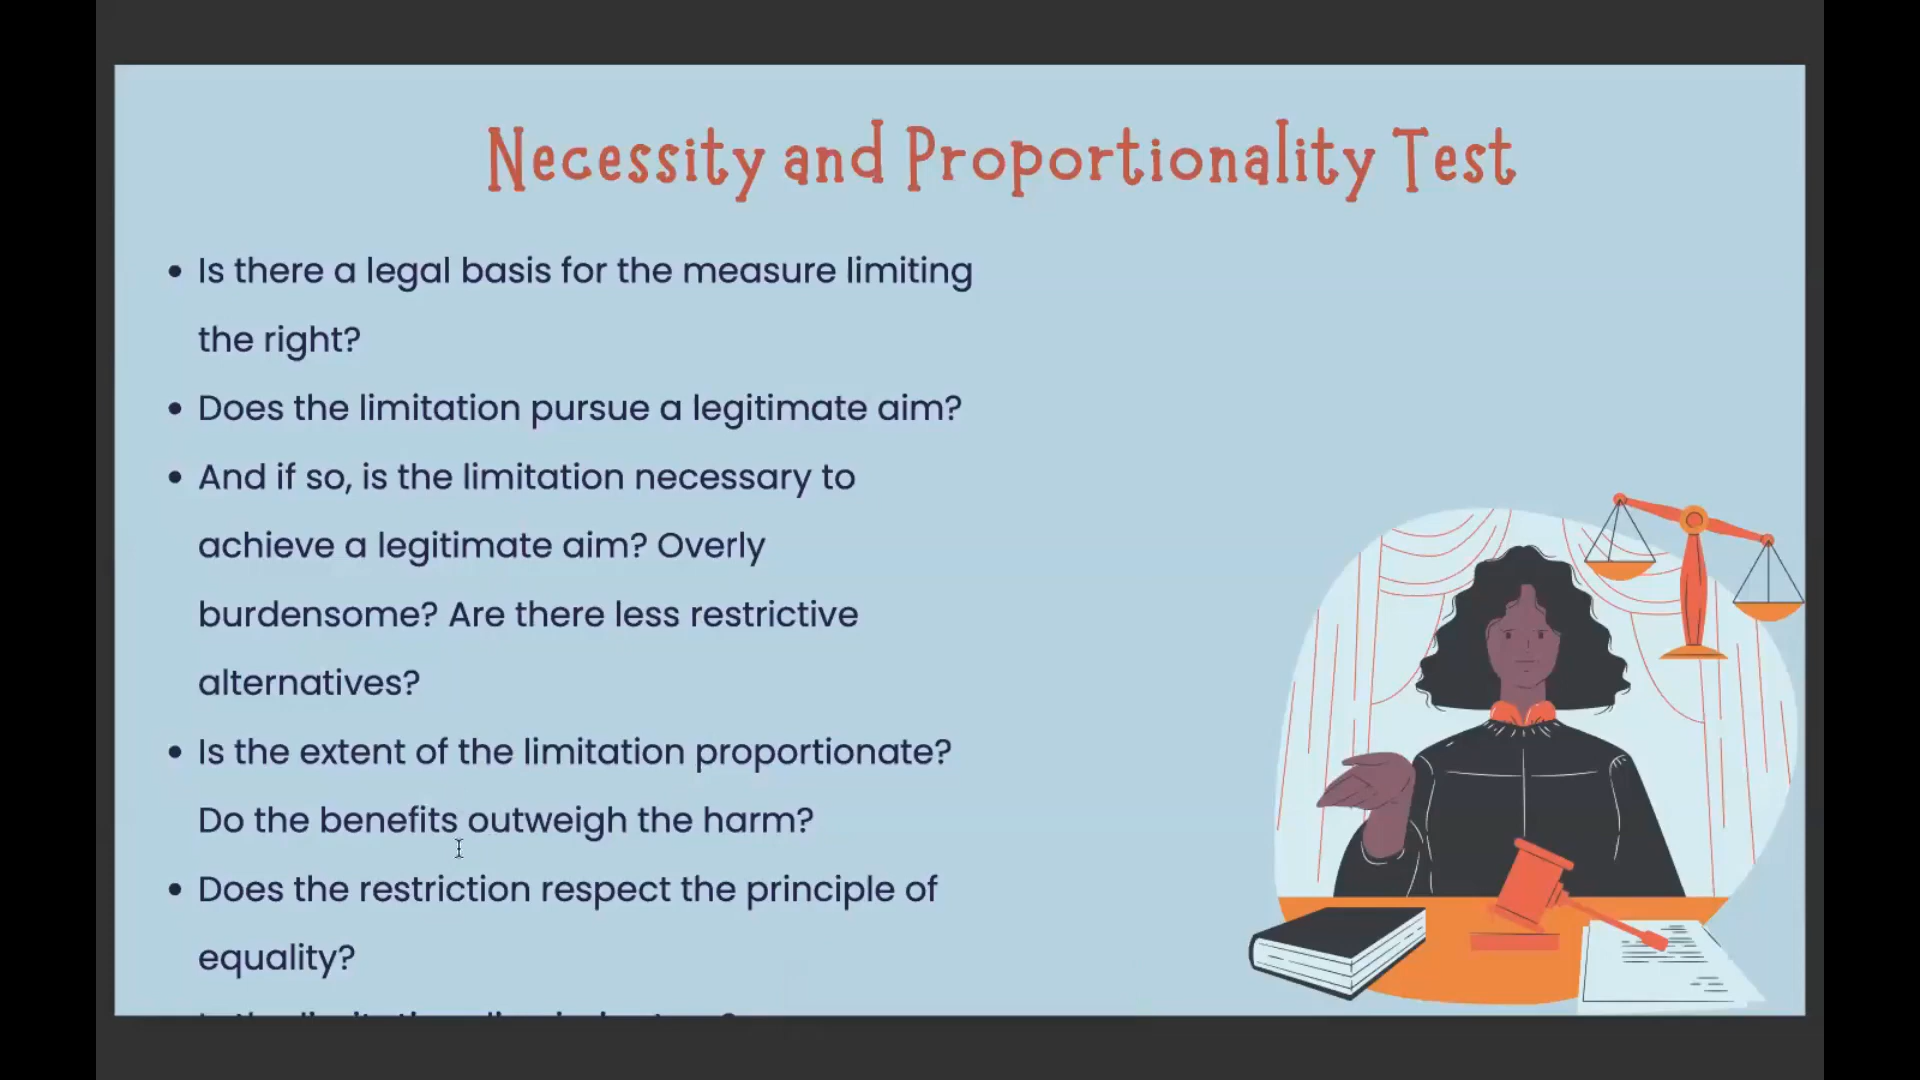 Necessity and Proportionality Test
• Is there a legal basis for the measure limiting
the right?
• Does the limitation pursue a legitimate aim?
• And if so, is the limitation necessary to
achieve a legitimate aim? Overly
burdensome? Are there less restrictive
alternatives?
• Is the extent of the limitation proportionate?
Do the benefits outweigh the harm?
• Does the restriction respect the principle of
equality?